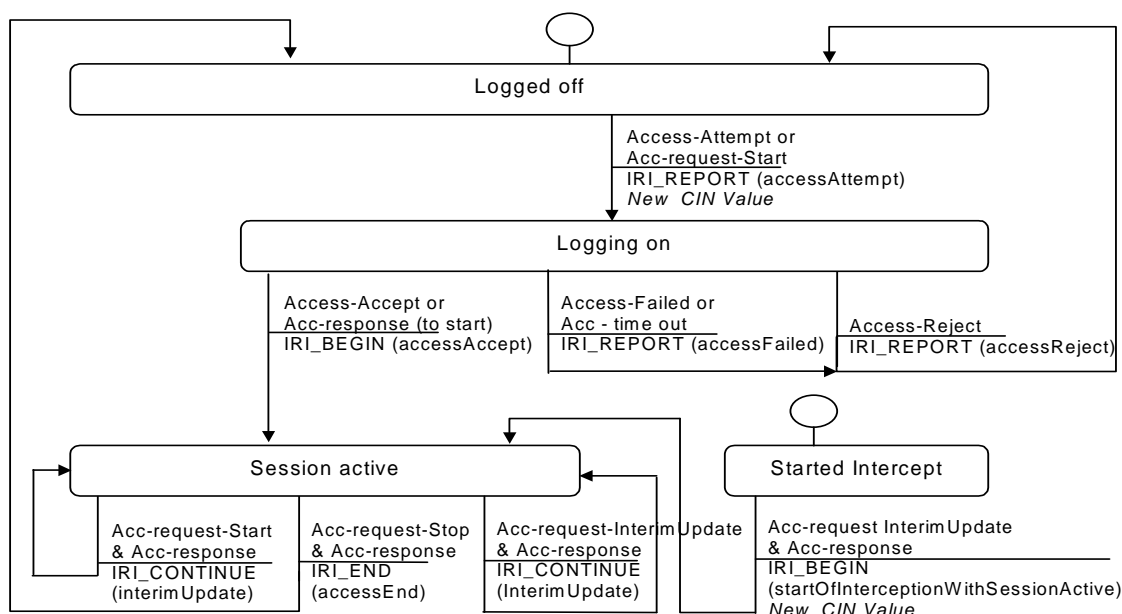 Logged off
Access-Attempt or
Acc-request-Start
IRI_REPORT (accessAttempt)
New CIN Value
Logging on
Access-Accept or
Acc-response (to start)
IRI_BEGIN (accessAccept)
Access-Failed or
Acc - time out
IRI_REPORT (accessFailed)
Access-Reject
IRI_REPORT (accessReject)
Session active
Started Intercept
Acc-request-Start
& Acc-response
IRI_CONTINUE
(interimUpdate)
Acc-request-Stop
& Acc-response
IRI_END
(accessEnd)
Acc-request-InterimUpdate
& Acc-response
IRI_CONTINUE
(InterimUpdate)
Acc-request InterimUpdate
& Acc-response
IRI_BEGIN
(startOfInterceptionWithSessionActive)
New CIN Value